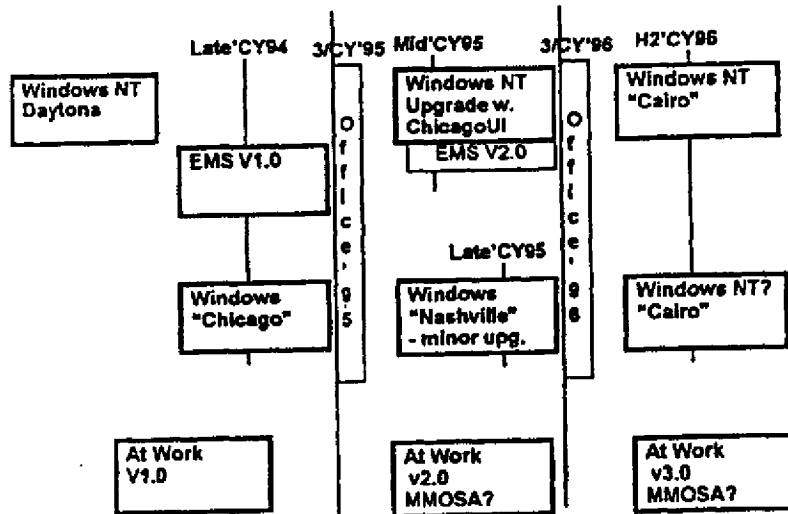 Late'CY94
3/CY'95
Mid'CY95
3/CY'96
H2'CY96
Windows NT
Daytona
Windows NT
Upgrade w.
ChicagoUI
Windows NT
"Cairo"
EMS V1.0
EMS V2.0
Office'95
Office'96
Late'CY95
Windows
"Chicago"
Windows
"Nashville"
- minor upg.
Windows NT?
"Cairo"
At Work
V1.0
At Work
v2.0
MMOSA?
At Work
v3.0
MMOSA?